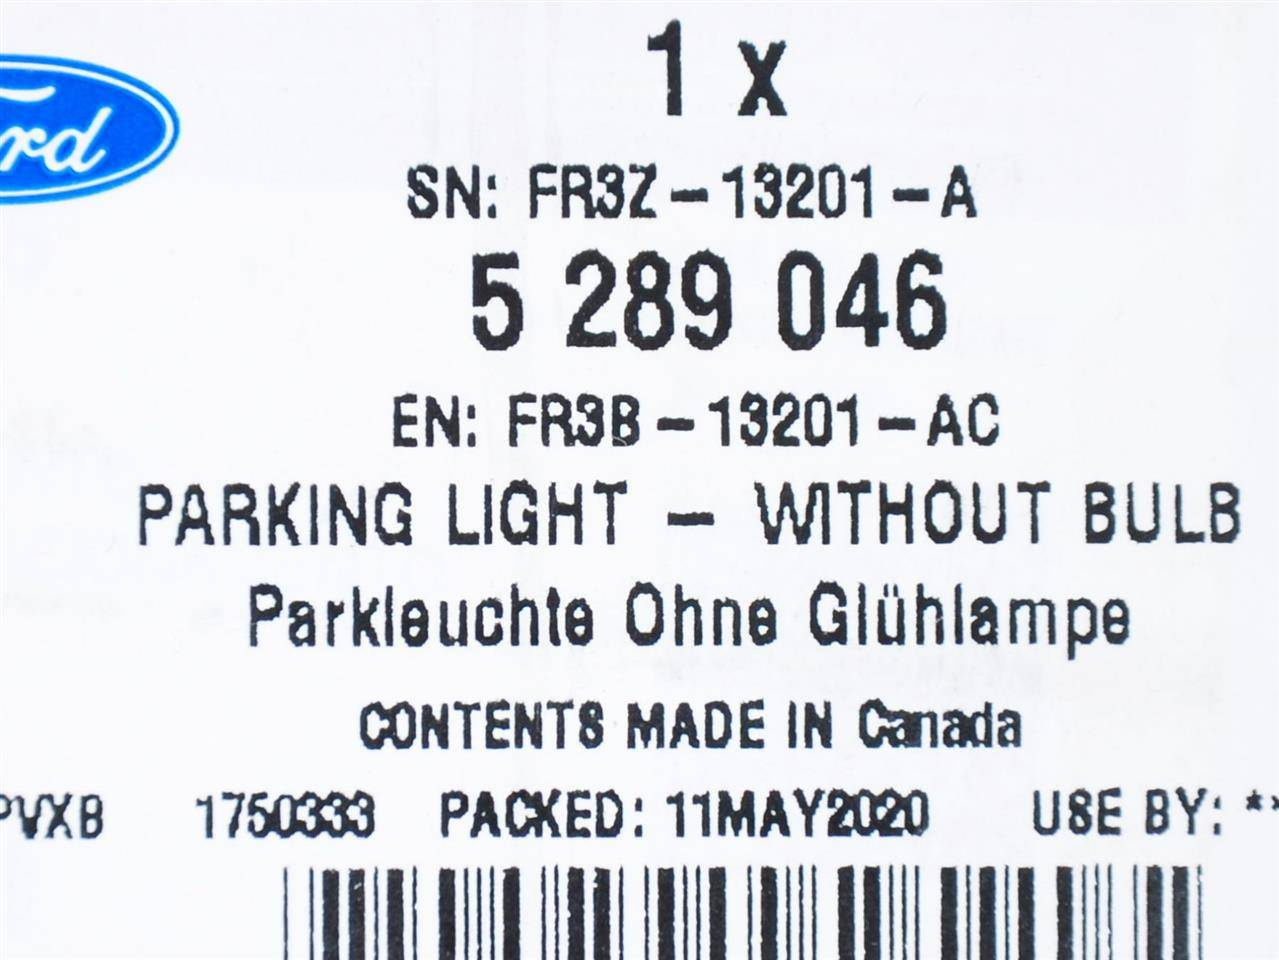 1 x
SN: FR3Z-13201-A
5 289 046
EN: FR3B-13201-AC
PARKING LIGHT - WITHOUT BULB
Parkleuchte Ohne Glühlampe
CONTENTS MADE IN Canada
PVXB 1750333 PACKED: 11MAY2020 USE BY: **